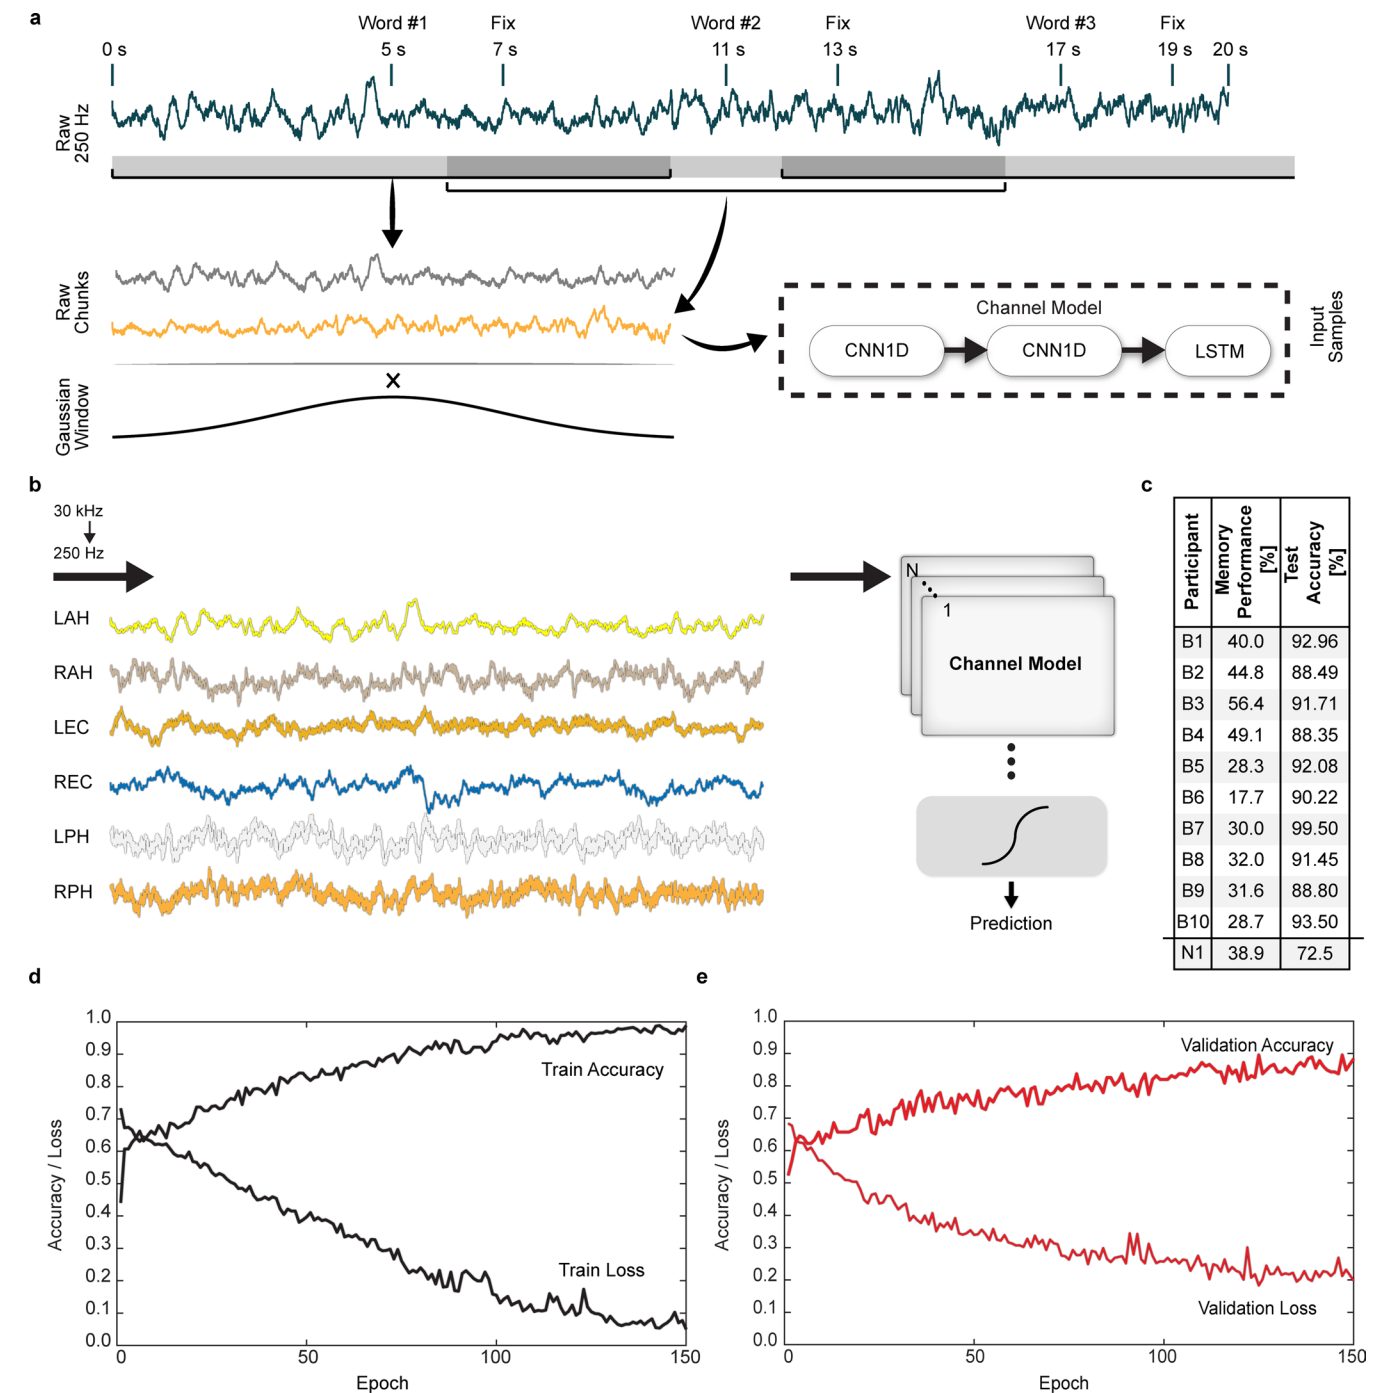 a
Word #1 Fix Word #2 Fix Word #3 Fix
0 s 5 s 7 s 11 s 13 s 17 s 19 s 20 s
Raw
250 Hz
Raw
Chunks
Gaussian
Window
Channel Model
CNN1D CNN1D LSTM
Input
Samples
b
30 kHz
250 Hz
LAH
RAH
LEC
REC
LPH
RPH
N
1
Channel Model
Prediction
c
Participant Memory Performance [%] Test Accuracy [%]
B1 40.0 92.96
B2 44.8 88.49
B3 56.4 91.71
B4 49.1 88.35
B5 28.3 92.08
B6 17.7 90.22
B7 30.0 99.50
B8 32.0 91.45
B9 31.6 88.80
B10 28.7 93.50
N1 38.9 72.5
d
Accuracy / Loss
1.0
0.9
0.8
0.7
0.6
0.5
0.4
0.3
0.2
0.1
0.0
Train Accuracy
Train Loss
0 50 100 150
Epoch
e
Accuracy / Loss
1.0
0.9
0.8
0.7
0.6
0.5
0.4
0.3
0.2
0.1
0.0
Validation Accuracy
Validation Loss
0 50 100 150
Epoch